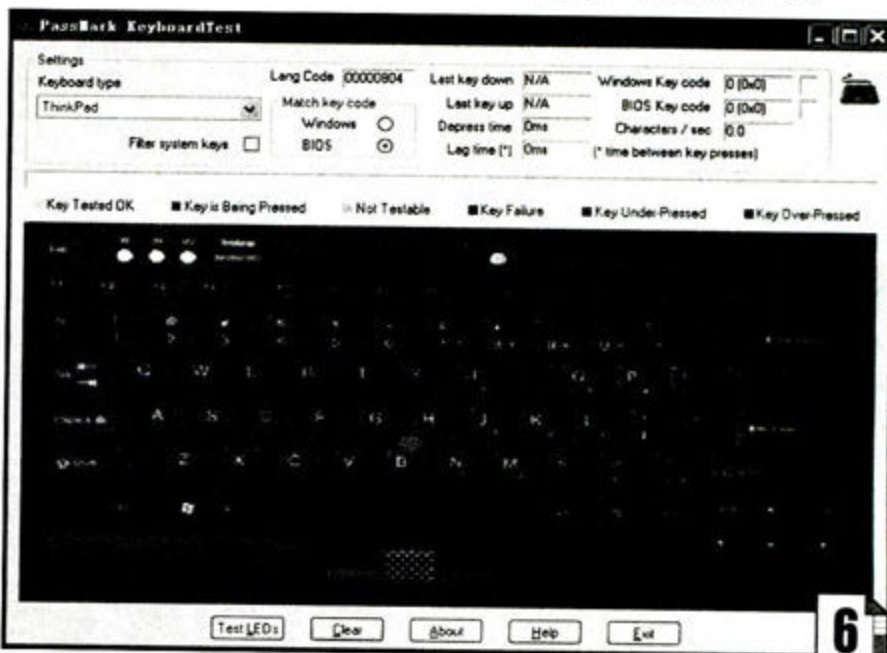 PassMark KeyboardTest
Settings
Keyboard type
ThinkPad
Filter system keys
Lang Code 00000804
Match key code
Windows
BIOS
Last key down N/A
Last key up N/A
Depress time 0ms
Lag time (*) 0ms
Windows Key code 0 (0x0)
BIOS Key code 0 (0x0)
Characters / sec 0.0
(* time between key presses)
Key Tested OK Key is Being Pressed Not Testable Key Failure Key Under-Pressed Key Over-Pressed
Q W E R T Y O P
A S D F G H J K L
Z X C V B N M
Test LEDs Clear About Help Exit
6